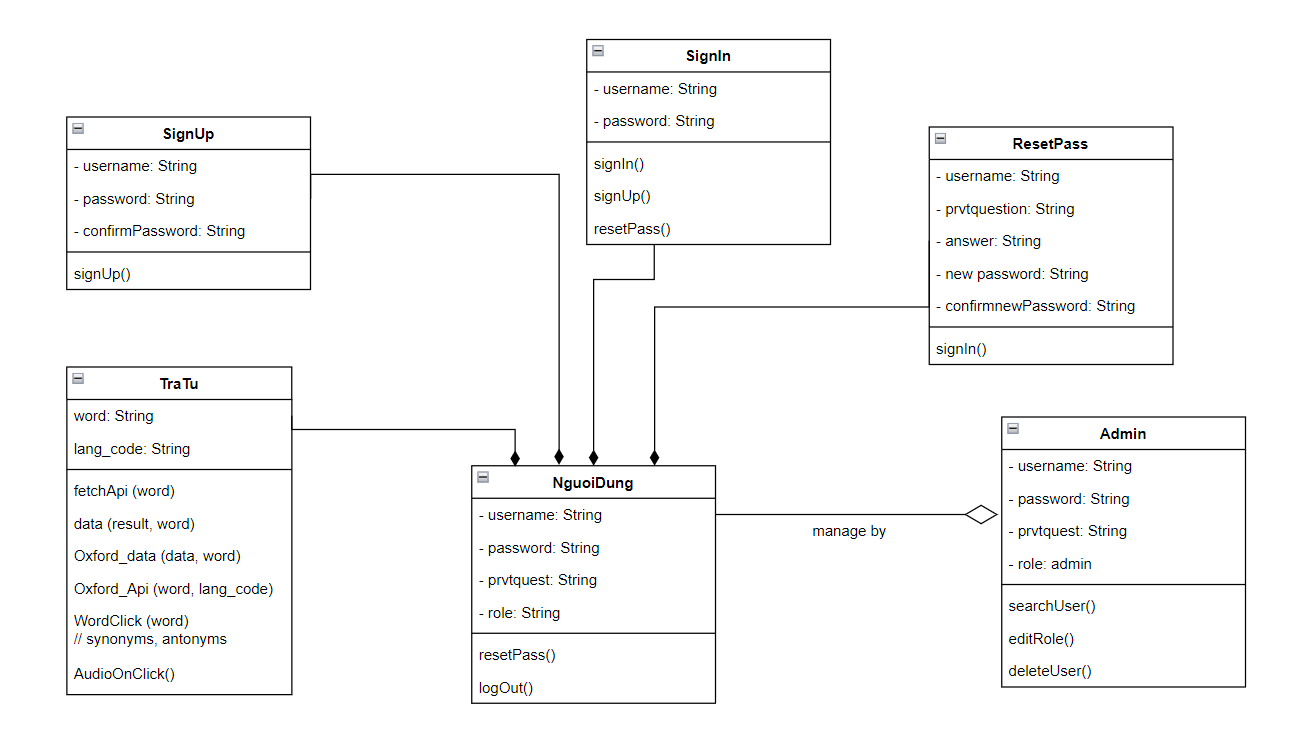 SignIn
- username: String
- password: String
signIn()
signUp()
resetPass()
SignUp
- username: String
- password: String
- confirmPassword: String
signUp()
ResetPass
- username: String
- prvtquestion: String
- answer: String
- new password: String
- confirmnewPassword: String
signIn()
TraTu
word: String
lang_code: String
fetchApi (word)
data (result, word)
Oxford_data (data, word)
Oxford_Api (word, lang_code)
WordClick (word)
// synonyms, antonyms
AudioOnClick()
NguoiDung
- username: String
- password: String
- prvtquest: String
- role: String
resetPass()
logOut()
manage by
Admin
- username: String
- password: String
- prvtquest: String
- role: admin
searchUser()
editRole()
deleteUser()